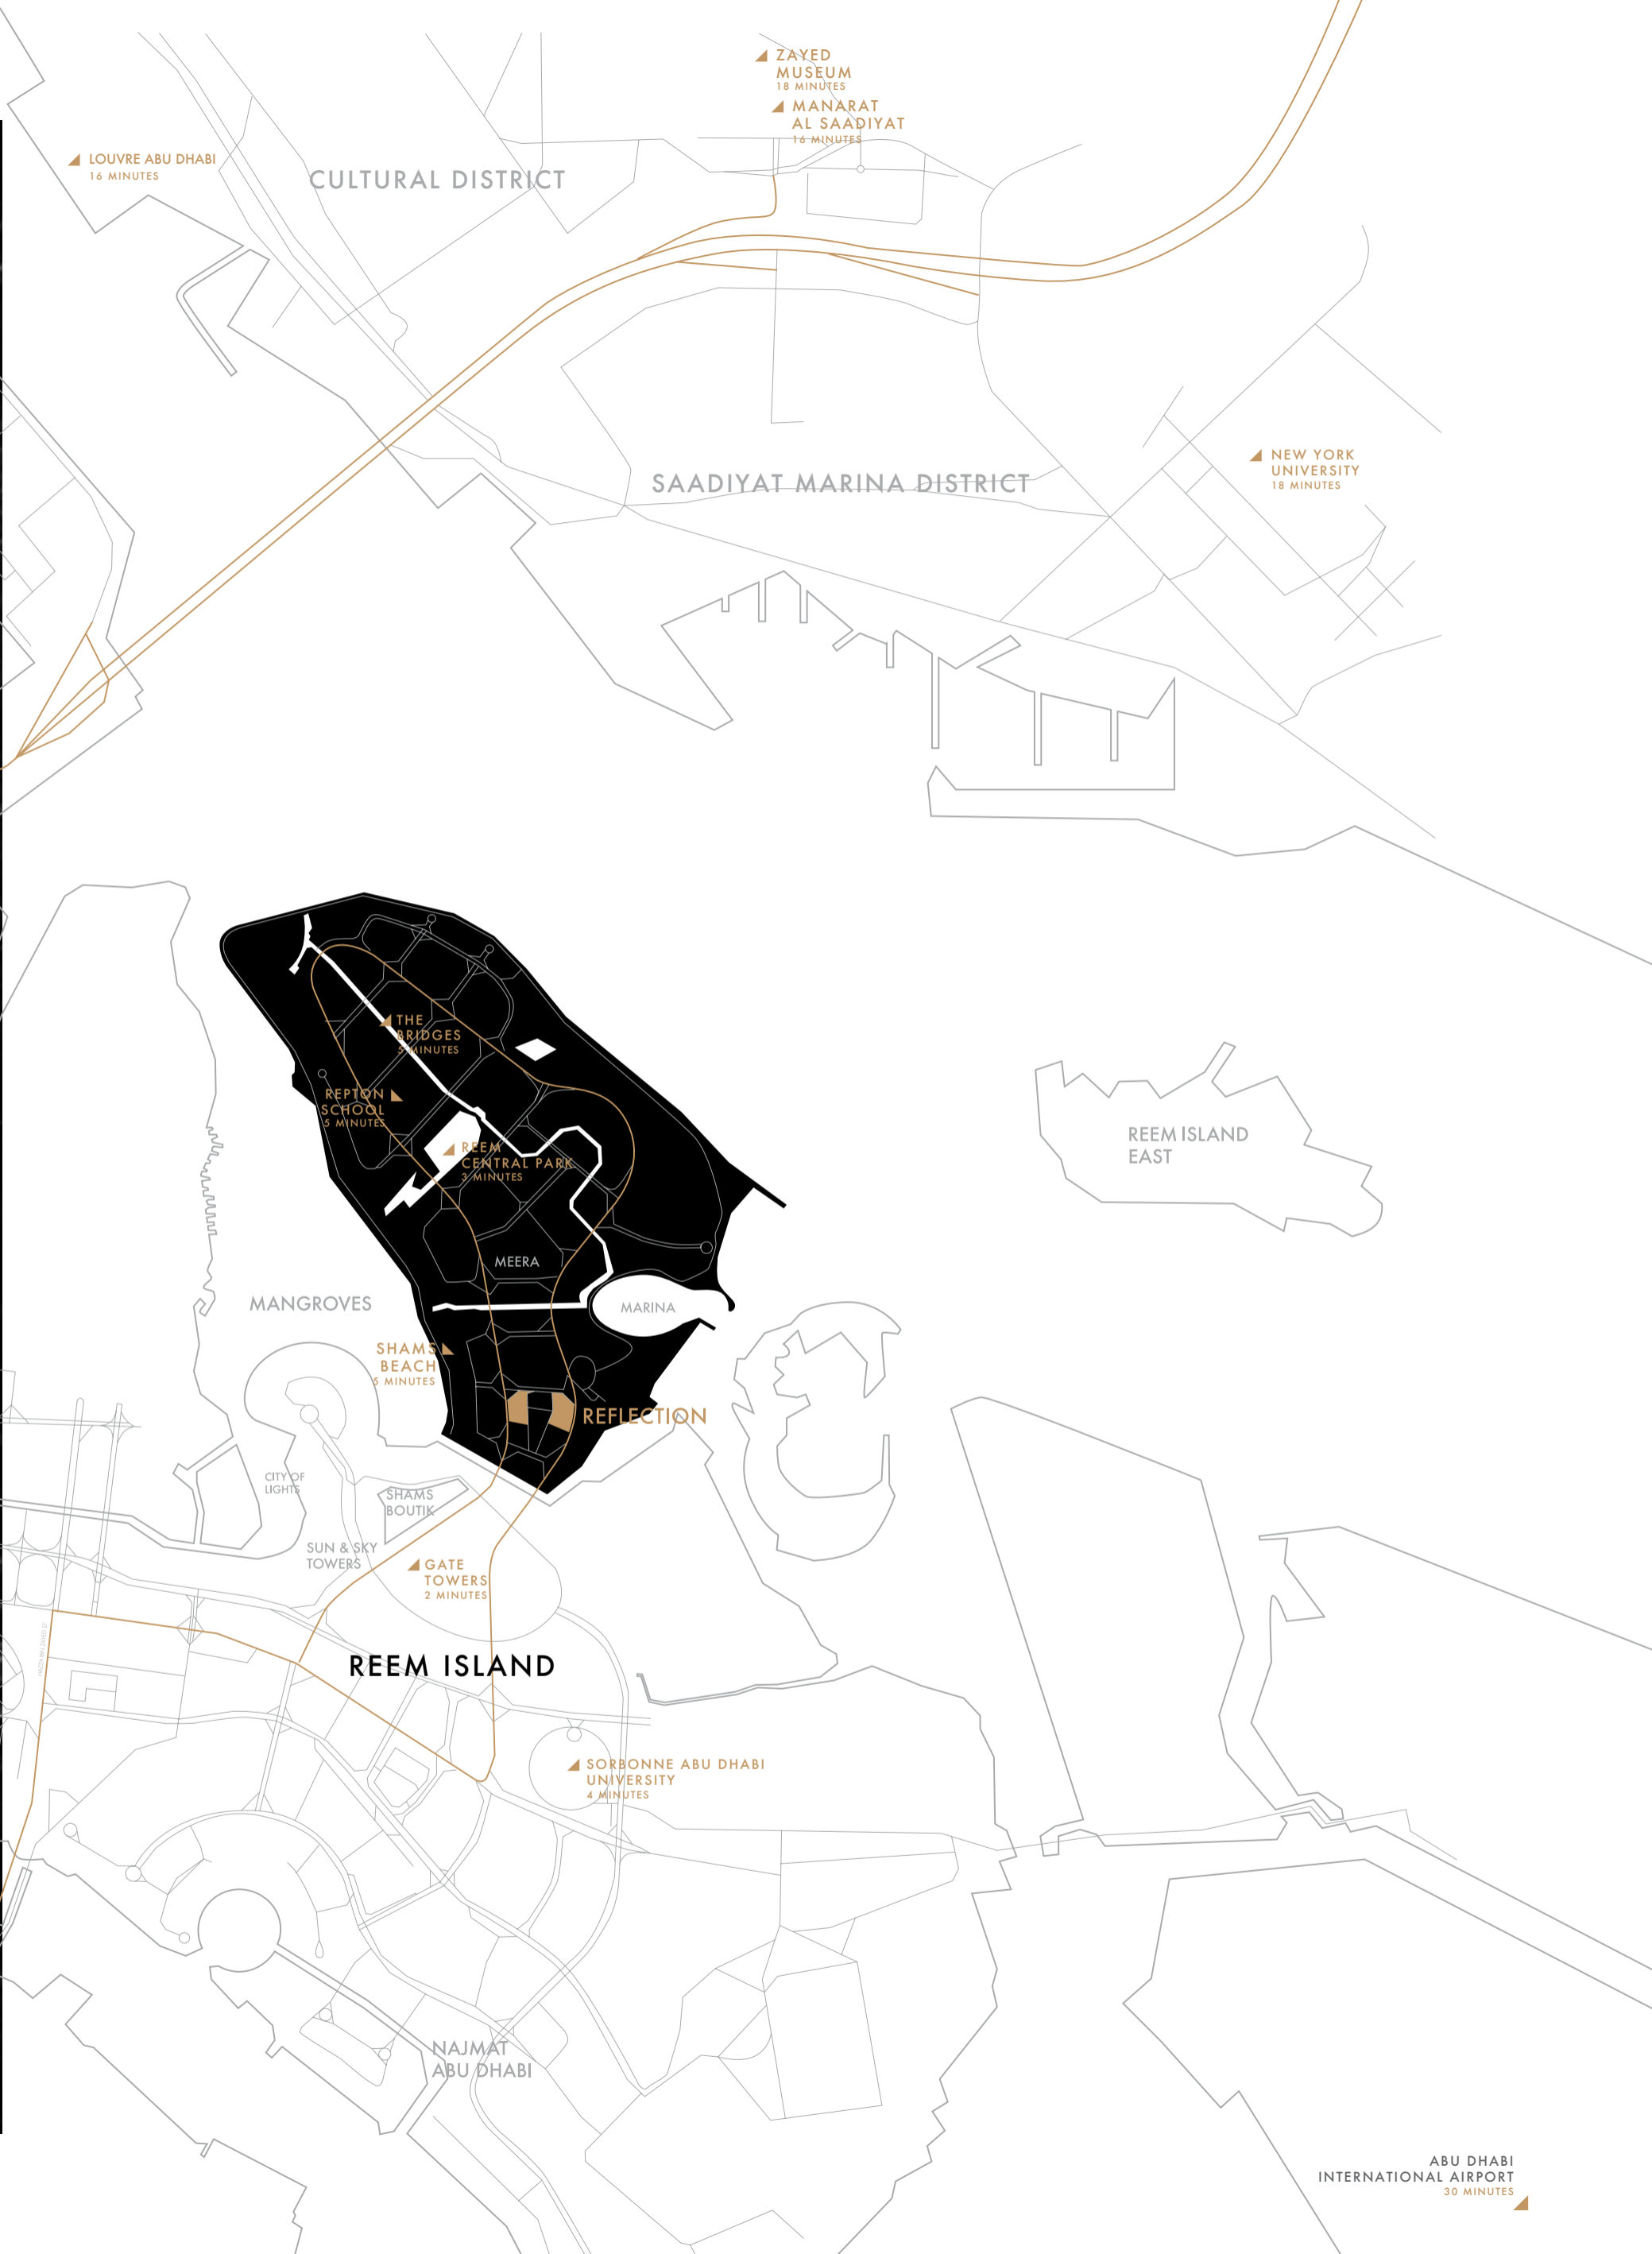 ZAYED
MUSEUM
18 MINUTES
MANARAT
AL SAADIYAT
16 MINUTES
LOUVRE ABU DHABI
16 MINUTES
CULTURAL DISTRICT
NEW YORK
UNIVERSITY
18 MINUTES
SAADIYAT MARINA DISTRICT
THE
BRIDGES
5 MINUTES
REPTON
SCHOOL
5 MINUTES
REEM
CENTRAL PARK
3 MINUTES
REEM ISLAND
EAST
MEERA
MANGROVES
MARINA
SHAMS
BEACH
5 MINUTES
REFLECTION
CITY OF
LIGHTS
SHAMS
BOUTIK
SUN & SKY
TOWERS
GATE
TOWERS
2 MINUTES
REEM ISLAND
SORBONNE ABU DHABI
UNIVERSITY
4 MINUTES
NAJMAT
ABU DHABI
ABU DHABI
INTERNATIONAL AIRPORT
30 MINUTES